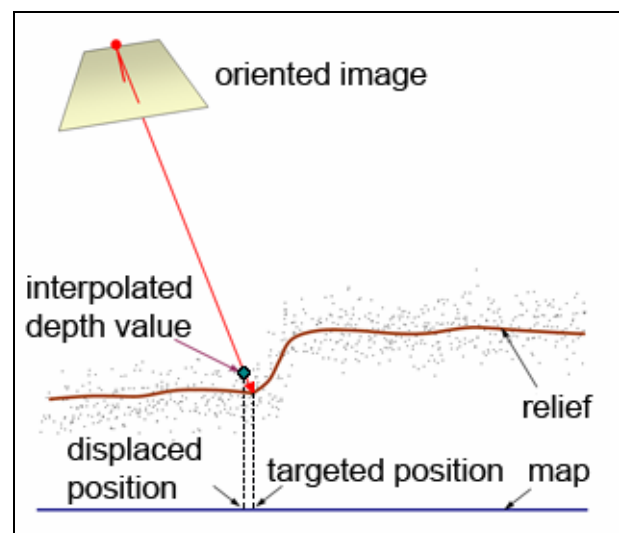 oriented image
interpolated
depth value
relief
displaced
position
targeted position
map